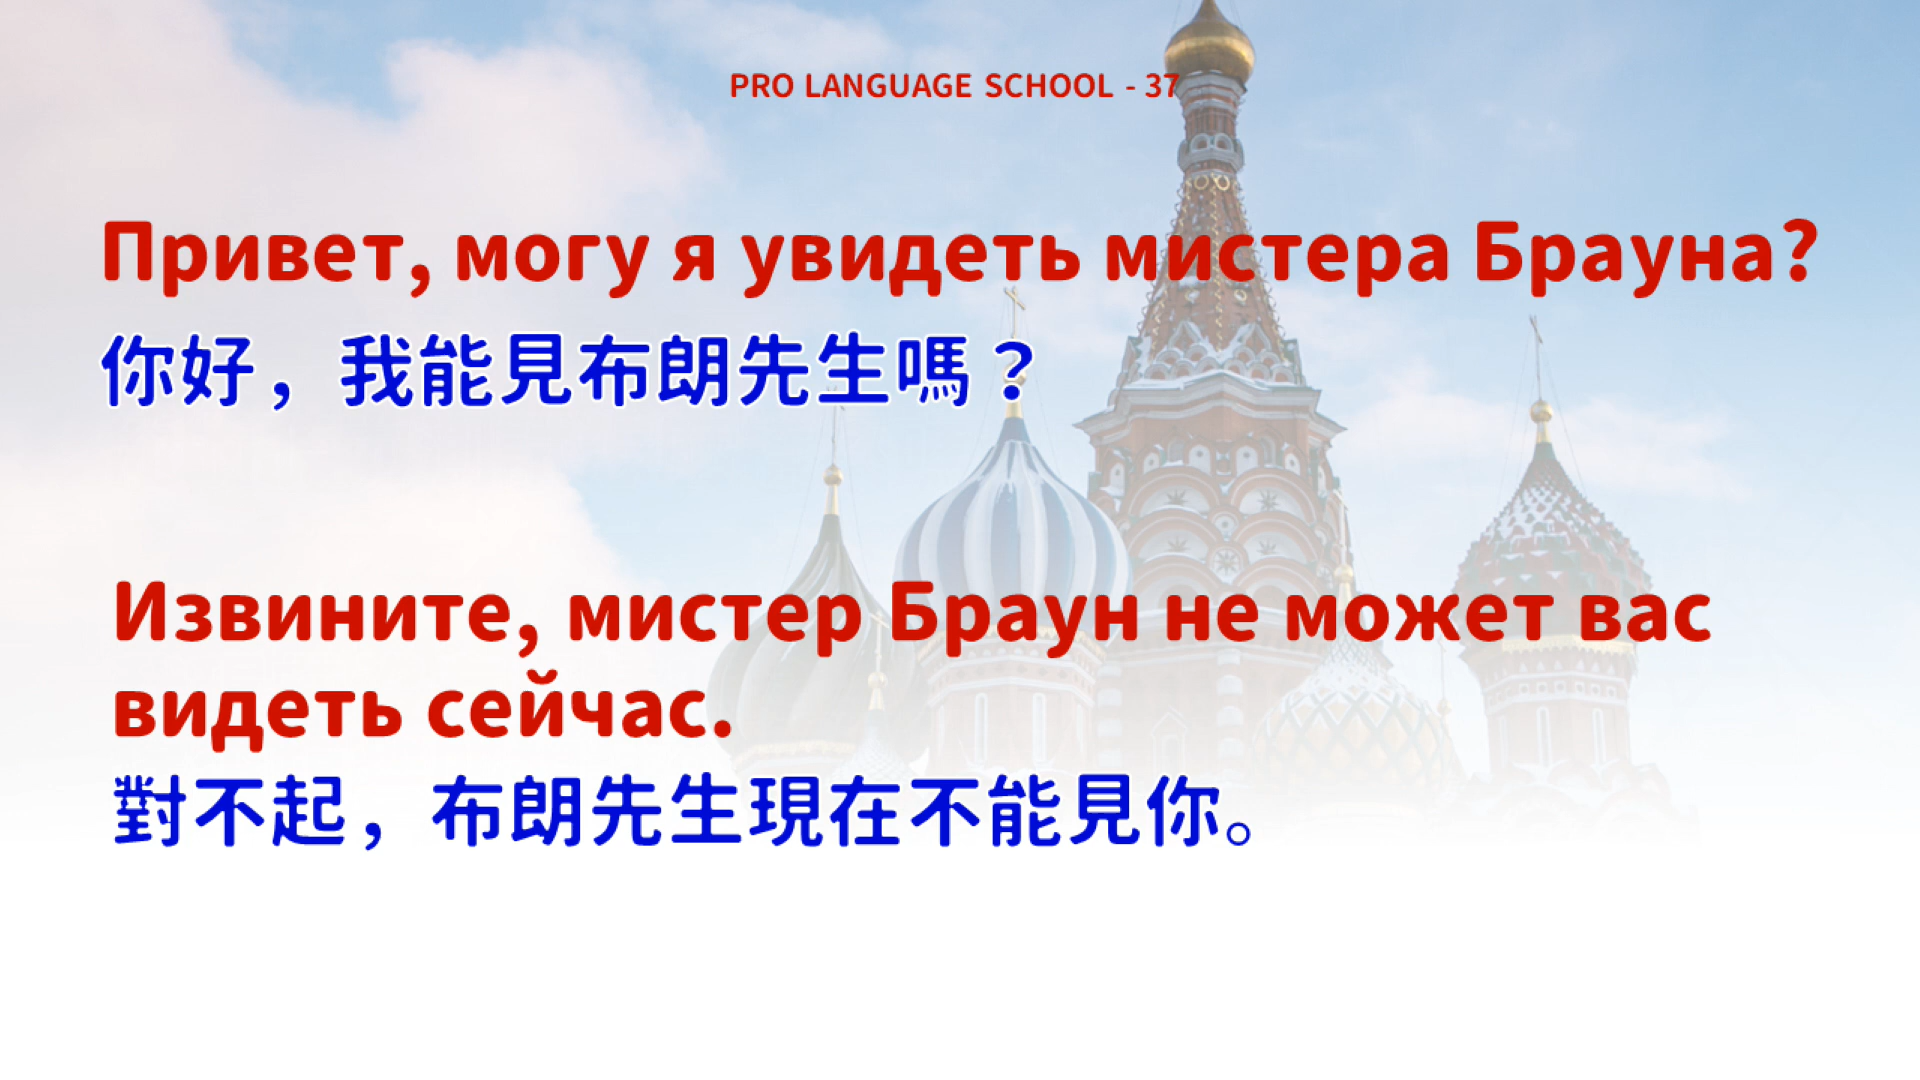 PRO LANGUAGE SCHOOL - 37
Привет, могу я увидеть мистера Брауна?
你好，我能見布朗先生嗎？
Извините, мистер Браун не может вас
видеть сейчас.
對不起，布朗先生現在不能見你。